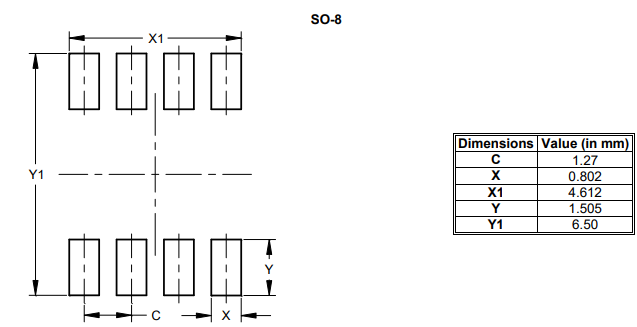 SO-8
X1
Y1
Y
C
X
Dimensions Value (in mm)
C 1.27
X 0.802
X1 4.612
Y 1.505
Y1 6.50